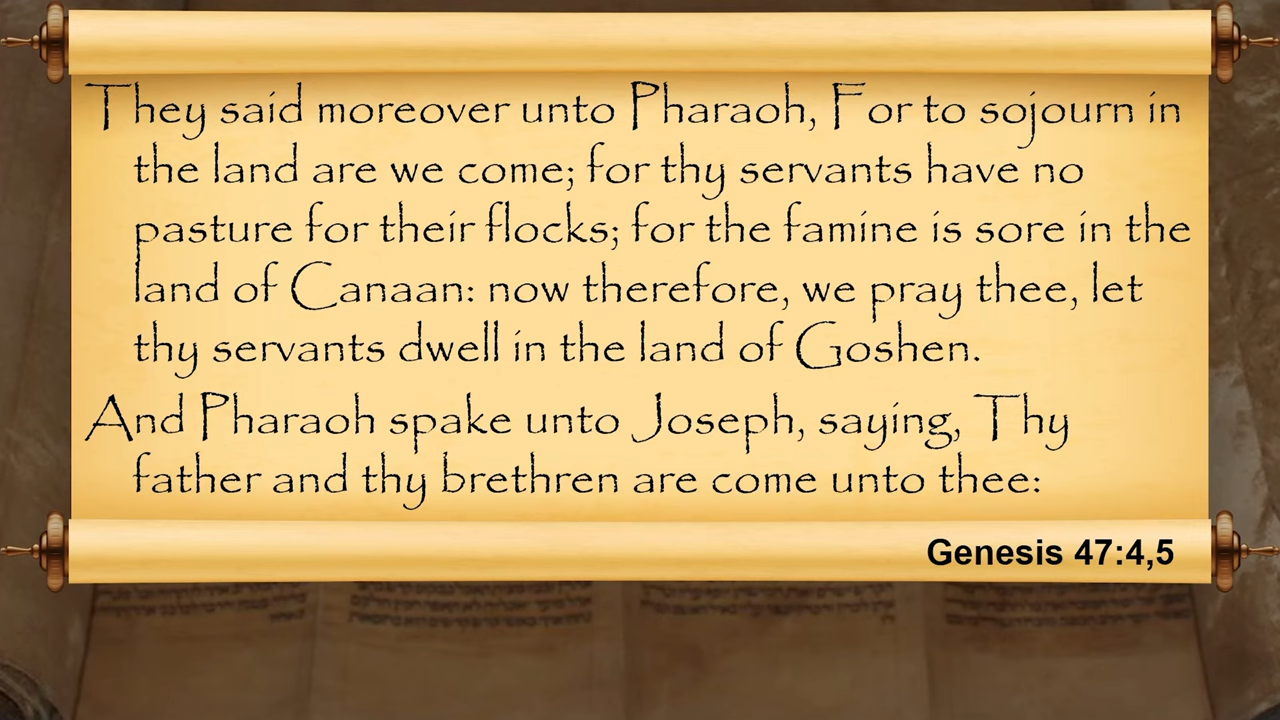 They said moreover unto Pharaoh, For to sojourn in
the land are we come; for thy servants have no
pasture for their flocks; for the famine is sore in the
land of Canaan: now therefore, we pray thee, let
thy servants dwell in the land of Goshen.
And Pharaoh spake unto Joseph, saying, Thy
father and thy brethren are come unto thee:
Genesis 47:4,5